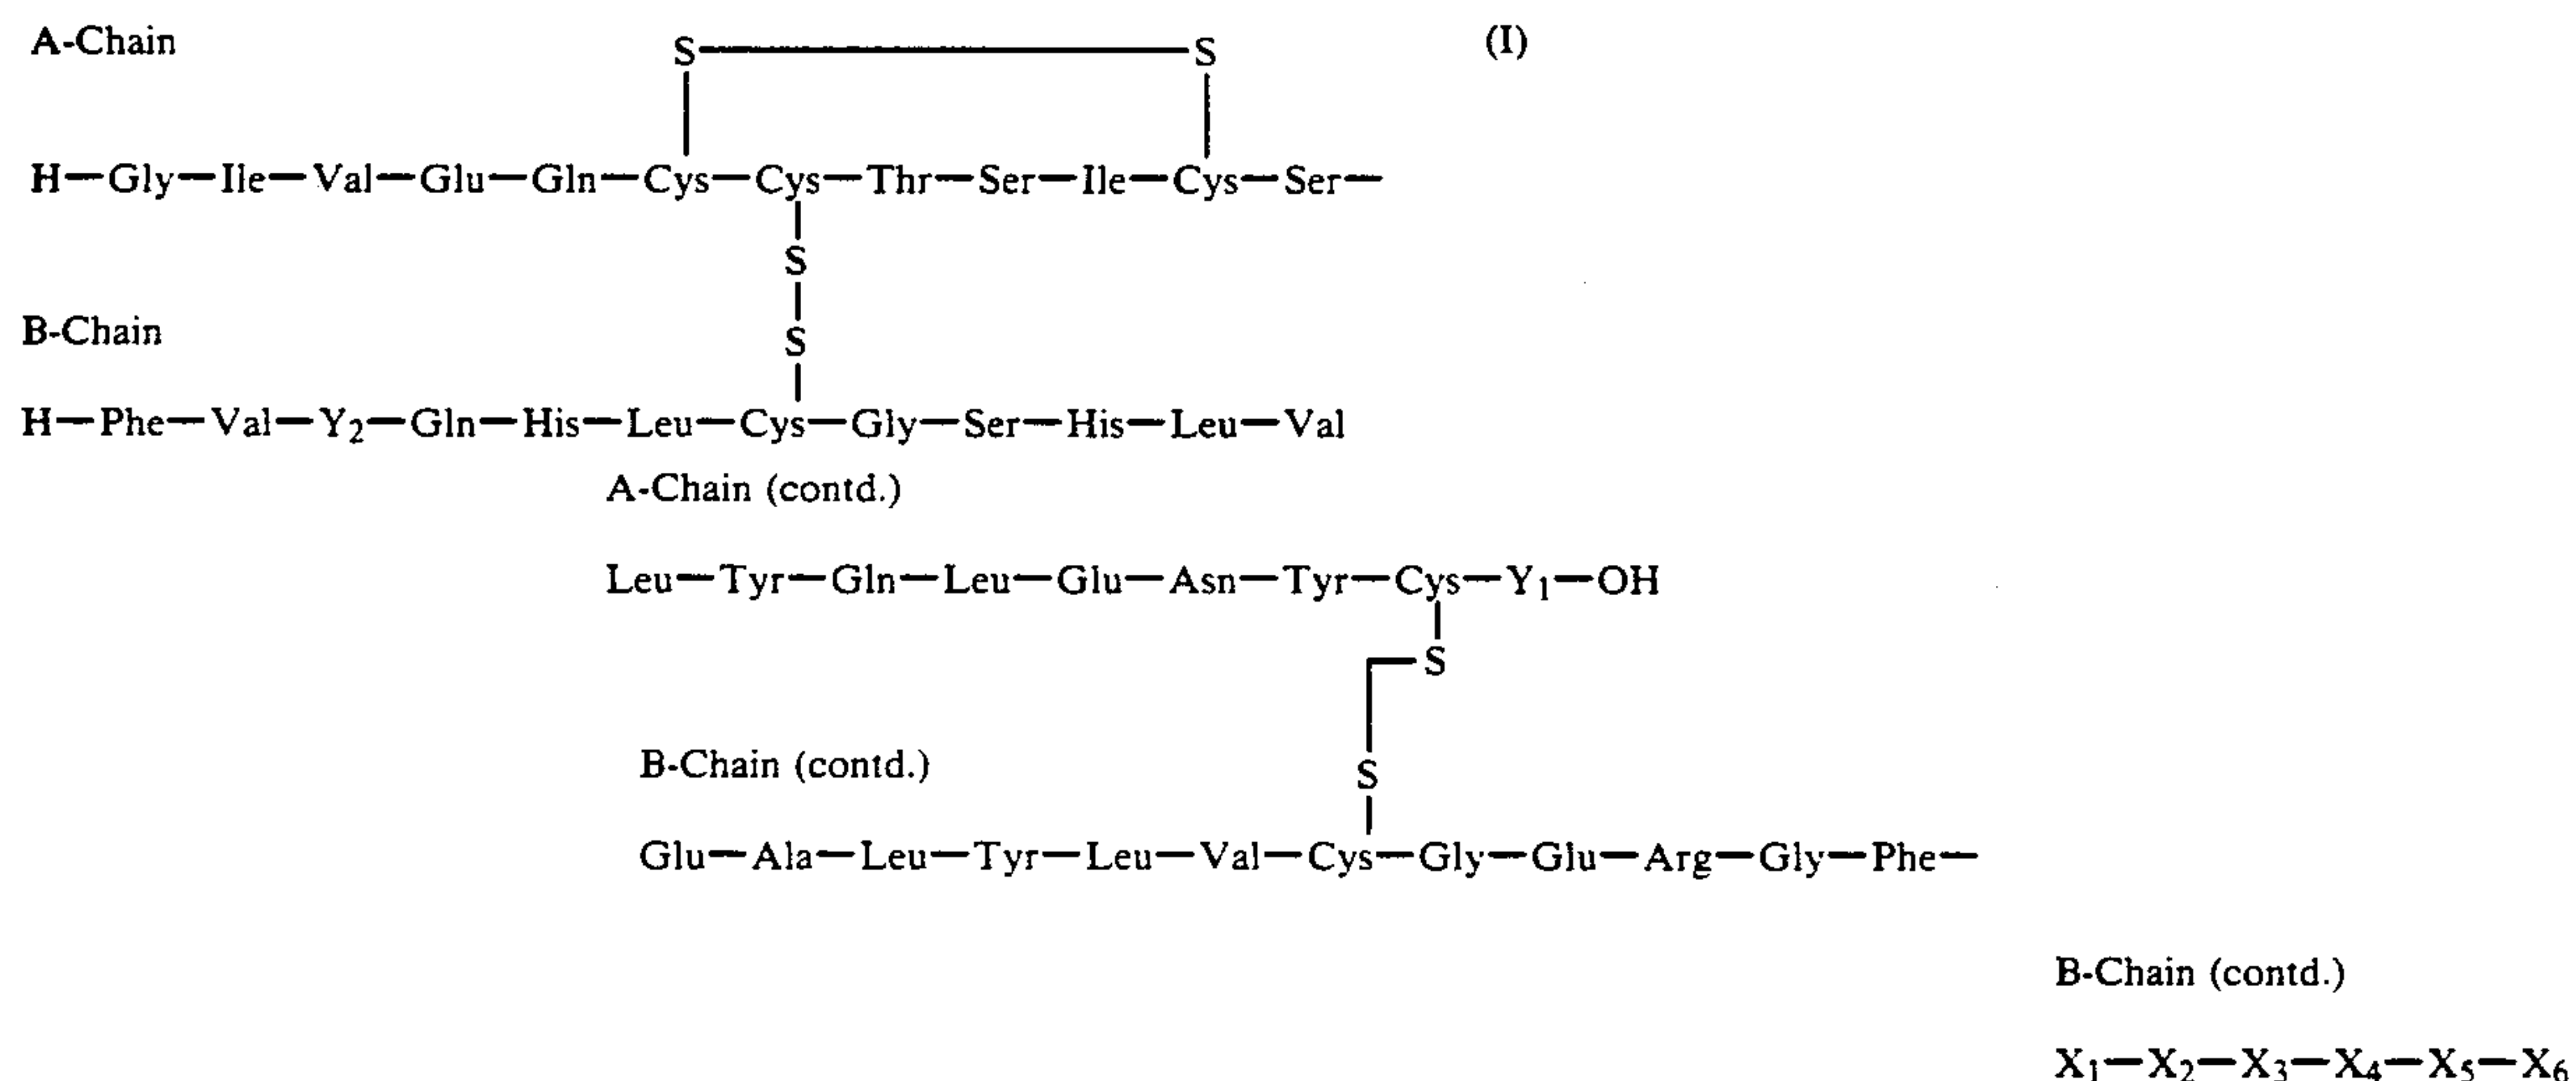 A-Chain (I)
S—S
H—Gly—Ile—Val—Glu—Gln—Cys—Cys—Thr—Ser—Ile—Cys—Ser—
S
B-Chain
S
H—Phe—Val—Y₂—Gln—His—Leu—Cys—Gly—Ser—His—Leu—Val
A-Chain (contd.)
Leu—Tyr—Gln—Leu—Glu—Asn—Tyr—Cys—Y₁—OH
S
B-Chain (contd.)
S
Glu—Ala—Leu—Tyr—Leu—Val—Cys—Gly—Glu—Arg—Gly—Phe—
B-Chain (contd.)
X₁—X₂—X₃—X₄—X₅—X₆